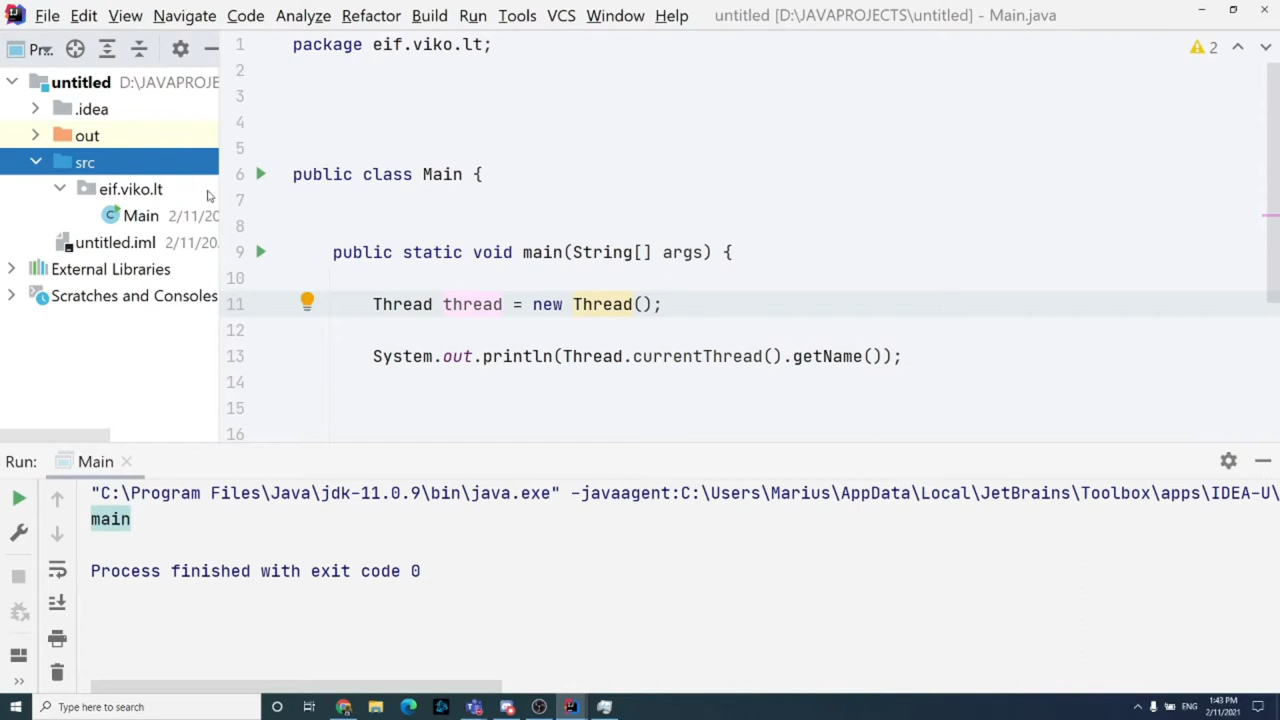 File Edit View Navigate Code Analyze Refactor Build Run Tools VCS Window Help untitled [D:\JAVAPROJECTS\untitled] - Main.java
Pr..
untitled D:\JAVAPROJE
.idea
out
src
eif.viko.lt
Main 2/11/20
untitled.iml 2/11/20
External Libraries
Scratches and Consoles
2
1 package eif.viko.lt;
2
3
4
5
6 public class Main {
7
8
9 public static void main(String[] args) {
10
11 Thread thread = new Thread();
12
13 System.out.println(Thread.currentThread().getName());
14
15
16
Run: Main
"C:\Program Files\Java\jdk-11.0.9\bin\java.exe" -javaagent:C:\Users\Marius\AppData\Local\JetBrains\Toolbox\apps\IDEA-U\
main
Process finished with exit code 0
>>
Type here to search
ENG
1:43 PM
2/11/2021